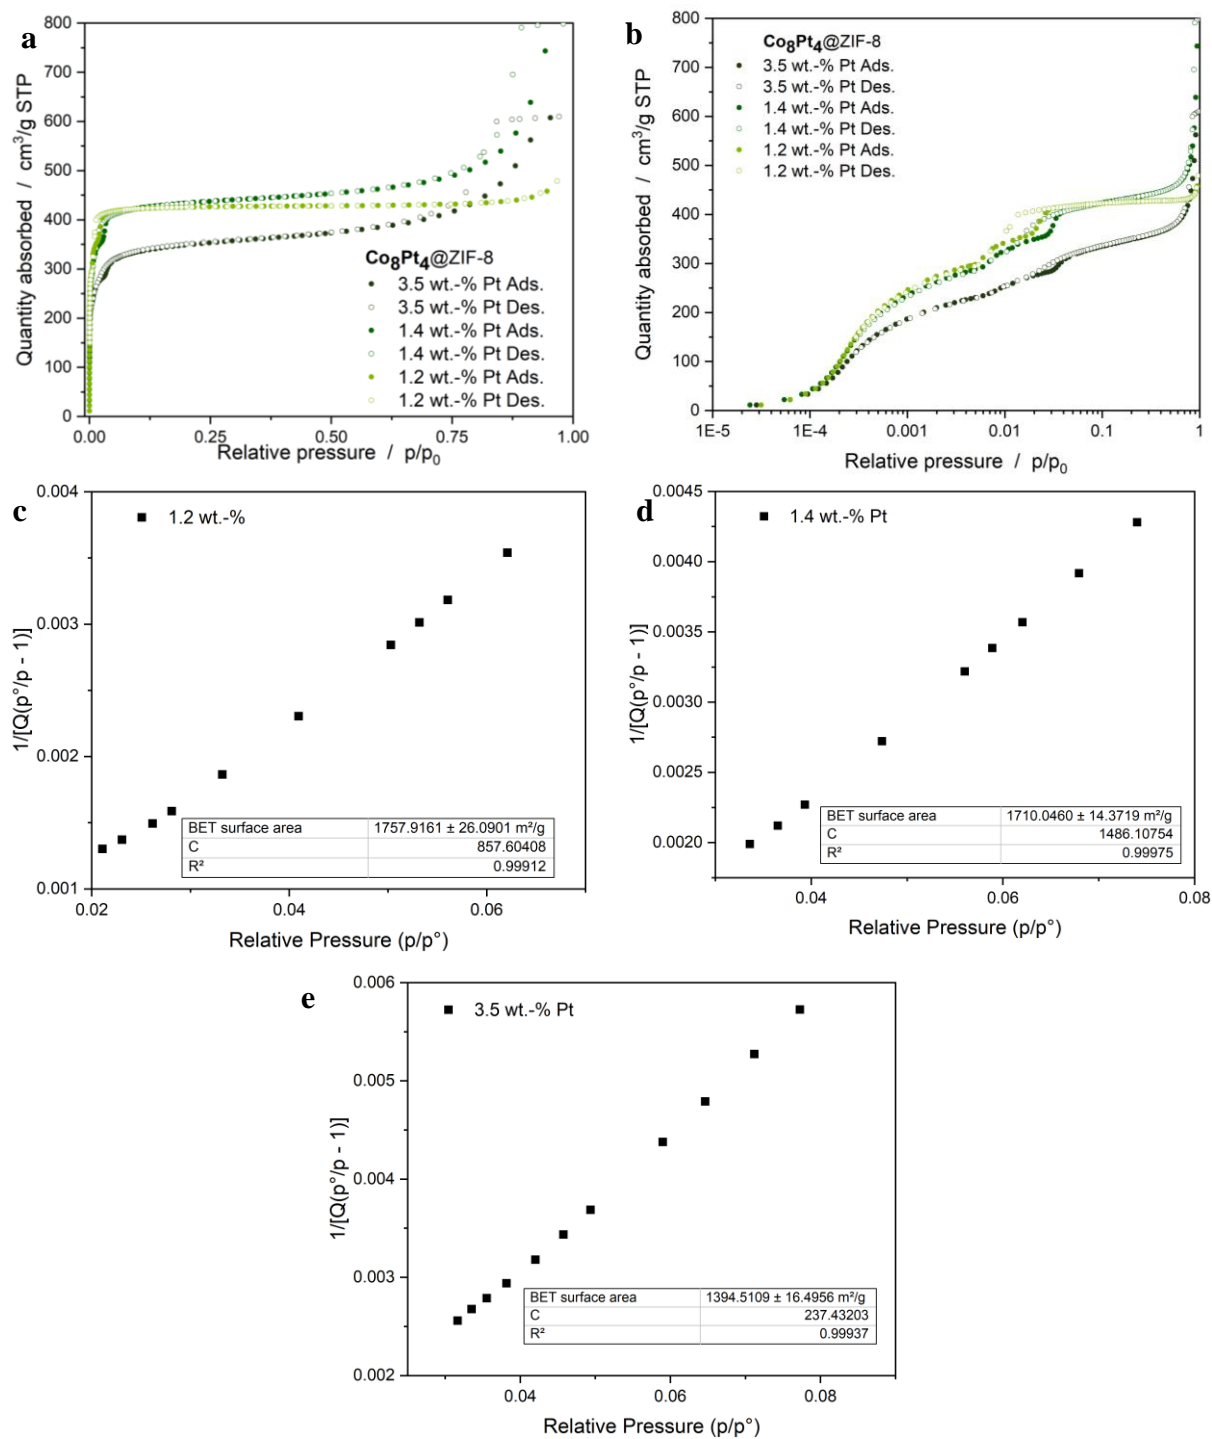 a
800
700
600
500
400
300
200
100
0
Quantity absorbed / cm³/g STP
Co₈Pt₄@ZIF-8
3.5 wt.-% Pt Ads.
3.5 wt.-% Pt Des.
1.4 wt.-% Pt Ads.
1.4 wt.-% Pt Des.
1.2 wt.-% Pt Ads.
1.2 wt.-% Pt Des.
0.00 0.25 0.50 0.75 1.00
Relative pressure / p/p₀
b
800
700
600
500
400
300
200
100
0
Quantity absorbed / cm³/g STP
Co₈Pt₄@ZIF-8
3.5 wt.-% Pt Ads.
3.5 wt.-% Pt Des.
1.4 wt.-% Pt Ads.
1.4 wt.-% Pt Des.
1.2 wt.-% Pt Ads.
1.2 wt.-% Pt Des.
1E-5 1E-4 0.001 0.01 0.1 1
Relative pressure / p/p₀
c
0.004
0.003
0.002
0.001
1/[Q(p°/p - 1)]
1.2 wt.-%
BET surface area 1757.9161 ± 26.0901 m²/g
C 857.60408
R² 0.99912
0.02 0.04 0.06
Relative Pressure (p/p°)
d
0.0045
0.0040
0.0035
0.0030
0.0025
0.0020
1/[Q(p°/p - 1)]
1.4 wt.-% Pt
BET surface area 1710.0460 ± 14.3719 m²/g
C 1486.10754
R² 0.99975
0.04 0.06 0.08
Relative Pressure (p/p°)
e
0.006
0.005
0.004
0.003
0.002
1/[Q(p°/p - 1)]
3.5 wt.-% Pt
BET surface area 1394.5109 ± 16.4956 m²/g
C 237.43203
R² 0.99937
0.04 0.06 0.08
Relative Pressure (p/p°)